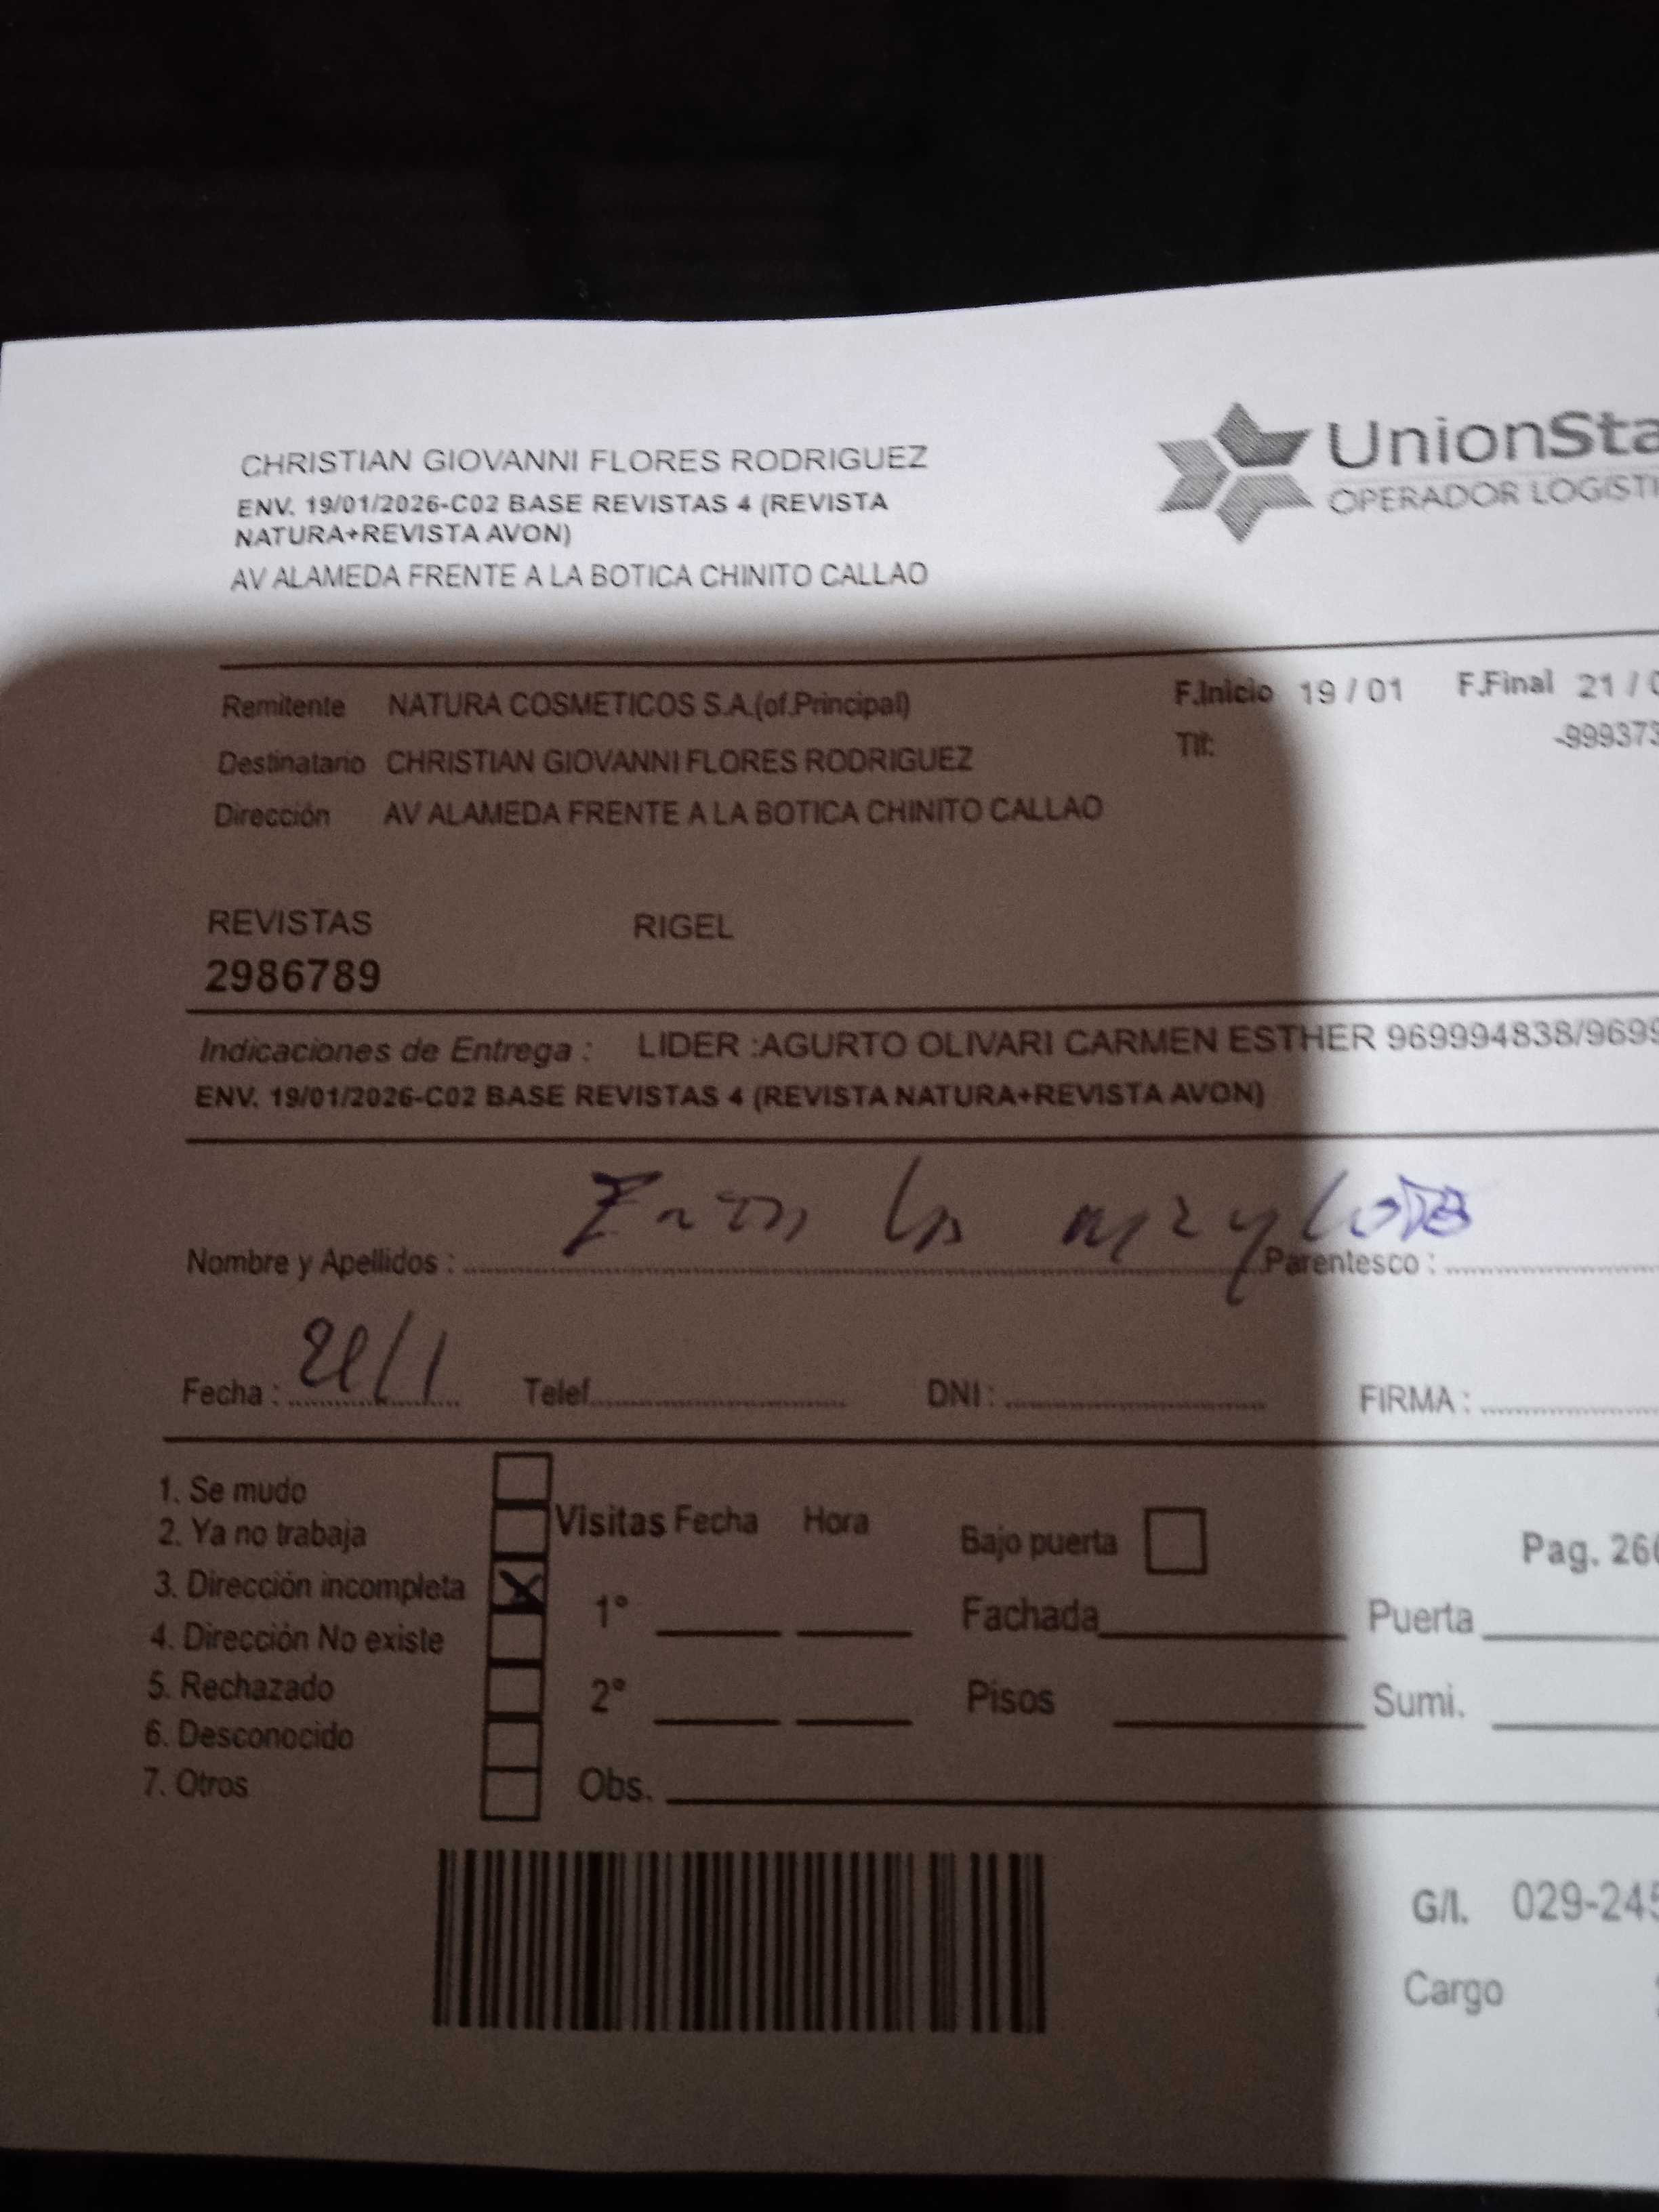 CHRISTIAN GIOVANNI FLORES RODRIGUEZ
ENV. 19/01/2026-C02 BASE REVISTAS 4 (REVISTA
NATURA+REVISTA AVON)
AV ALAMEDA FRENTE A LA BOTICA CHINITO CALLAO
UnionSta
OPERADOR LOGISTI
Remitente NATURA COSMETICOS S.A.(of.Principal)
F.Inicio 19 / 01 F.Final 21 / 0
Destinatario CHRISTIAN GIOVANNI FLORES RODRIGUEZ
Tlf: -999373
Dirección AV ALAMEDA FRENTE A LA BOTICA CHINITO CALLAO
REVISTAS RIGEL
2986789
Indicaciones de Entrega : LIDER :AGURTO OLIVARI CARMEN ESTHER 969994838/9699
ENV. 19/01/2026-C02 BASE REVISTAS 4 (REVISTA NATURA+REVISTA AVON)
Nombre y Apellidos : Parentesco :
Fecha : 21/1 Telef. DNI : FIRMA :
1. Se mudo
2. Ya no trabaja
3. Dirección incompleta
4. Dirección No existe
5. Rechazado
6. Desconocido
7. Otros
Visitas Fecha Hora
1°
2°
Obs.
Bajo puerta
Fachada Puerta
Pisos Sumi.
Pag. 26
G/I. 029-245
Cargo